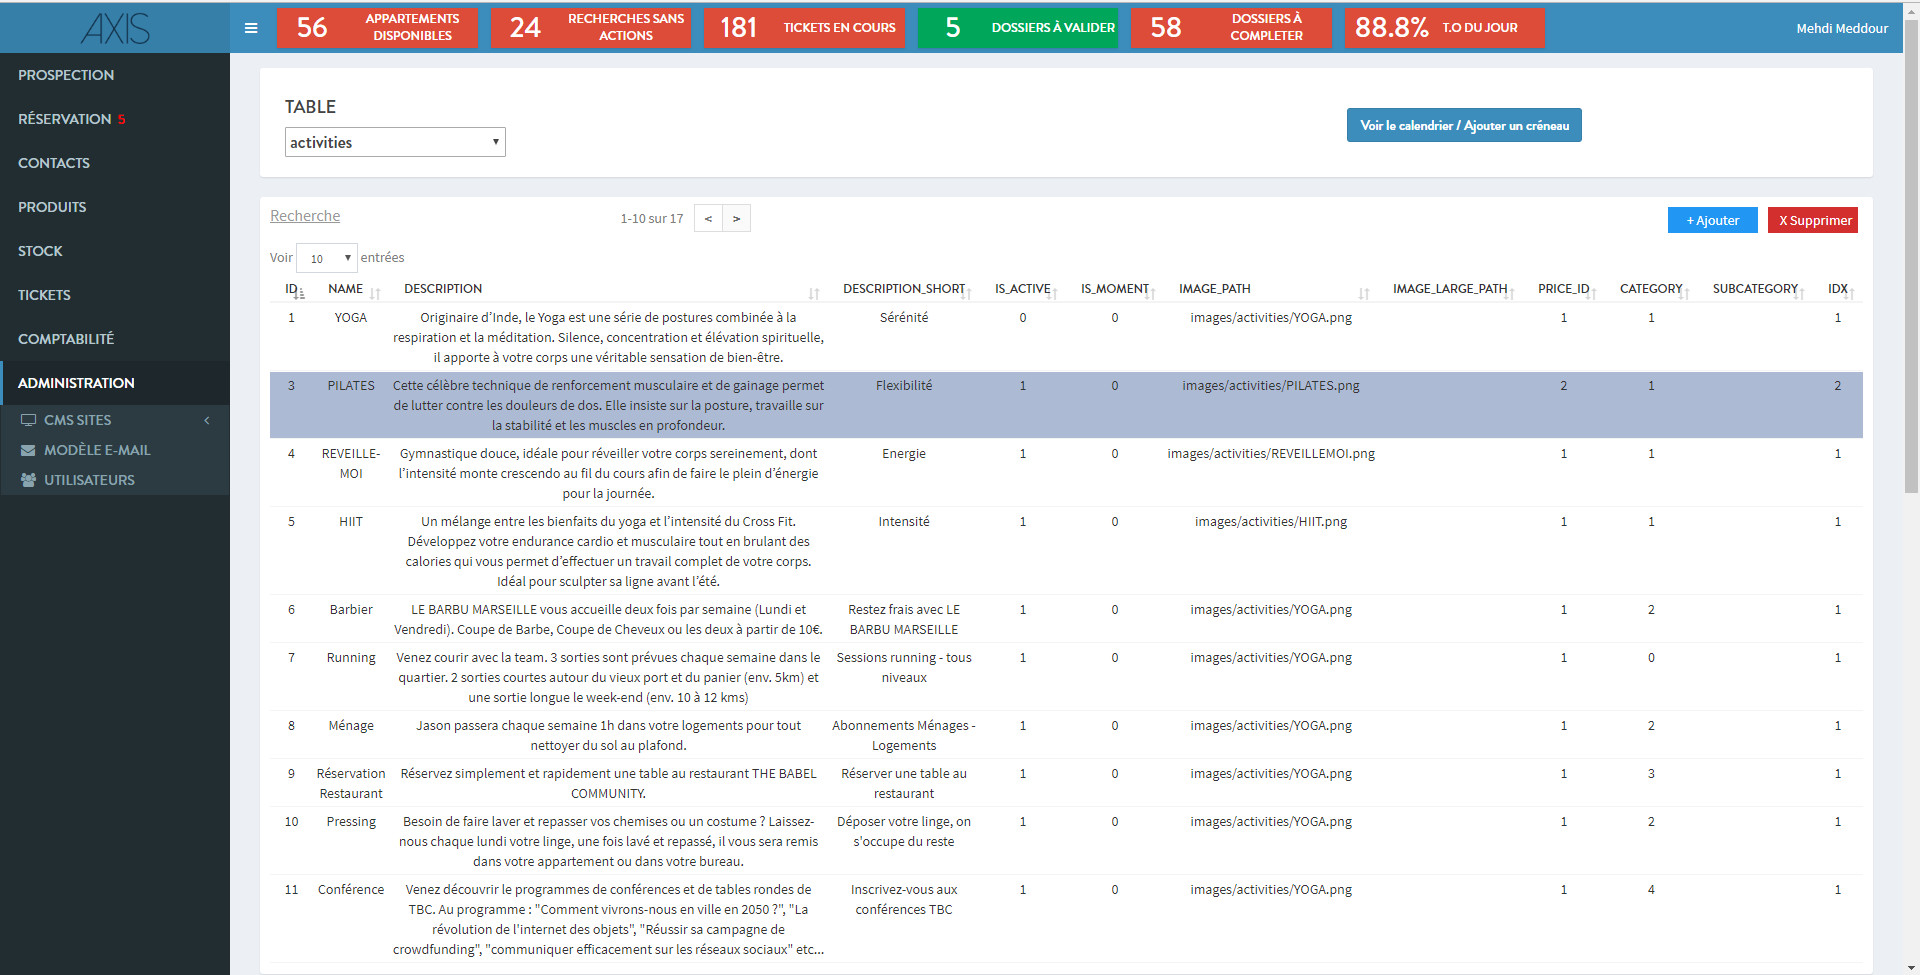 AXIS
56 APPARTEMENTS DISPONIBLES
24 RECHERCHES SANS ACTIONS
181 TICKETS EN COURS
5 DOSSIERS À VALIDER
58 DOSSIERS À COMPLETER
88.8% T.O DU JOUR
Mehdi Meddour
PROSPECTION
RÉSERVATION 5
CONTACTS
PRODUITS
STOCK
TICKETS
COMPTABILITÉ
ADMINISTRATION
CMS SITES
MODÈLE E-MAIL
UTILISATEURS
TABLE
activities
Voir le calendrier / Ajouter un créneau
Recherche
1-10 sur 17 < >
+ Ajouter
X Supprimer
Voir 10 entrées
ID NAME DESCRIPTION DESCRIPTION_SHORT IS_ACTIVE IS_MOMENT IMAGE_PATH IMAGE_LARGE_PATH PRICE_ID CATEGORY SUBCATEGORY IDX
1 YOGA Originaire d’Inde, le Yoga est une série de postures combinée à la Sérénité 0 0 images/activities/YOGA.png 1 1 1
respiration et la méditation. Silence, concentration et élévation spirituelle,
il apporte à votre corps une véritable sensation de bien-être.
3 PILATES Cette célèbre technique de renforcement musculaire et de gainage permet Flexibilité 1 0 images/activities/PILATES.png 2 1 2
de lutter contre les douleurs de dos. Elle insiste sur la posture, travaille sur
la stabilité et les muscles en profondeur.
4 REVEILLE- Gymnastique douce, idéale pour réveiller votre corps sereinement, dont Energie 1 0 images/activities/REVEILLEMOI.png 1 1 1
MOI l’intensité monte crescendo au fil du cours afin de faire le plein d’énergie
pour la journée.
5 HIIT Un mélange entre les bienfaits du yoga et l’intensité du Cross Fit. Intensité 1 0 images/activities/HIIT.png 1 1 1
Développez votre endurance cardio et musculaire tout en brulant des
calories qui vous permet d’effectuer un travail complet de votre corps.
Idéal pour sculpter sa ligne avant l’été.
6 Barbier LE BARBU MARSEILLE vous accueille deux fois par semaine (Lundi et Restez frais avec LE 1 0 images/activities/YOGA.png 1 2 1
Vendredi). Coupe de Barbe, Coupe de Cheveux ou les deux à partir de 10€. BARBU MARSEILLE
7 Running Venez courir avec la team. 3 sorties sont prévues chaque semaine dans le Sessions running - tous 1 0 images/activities/YOGA.png 1 0 1
quartier. 2 sorties courtes autour du vieux port et du panier (env. 5km) et niveaux
une sortie longue le week-end (env. 10 à 12 kms)
8 Ménage Jason passera chaque semaine 1h dans votre logements pour tout Abonnements Ménages - 1 0 images/activities/YOGA.png 1 2 1
nettoyer du sol au plafond. Logements
9 Réservation Réservez simplement et rapidement une table au restaurant THE BABEL Réserver une table au 1 0 images/activities/YOGA.png 1 3 1
Restaurant COMMUNITY. restaurant
10 Pressing Besoin de faire laver et repasser vos chemises ou un costume ? Laissez- Déposer votre linge, on 1 0 images/activities/YOGA.png 1 2 1
nous chaque lundi votre linge, une fois lavé et repassé, il vous sera remis s'occupe du reste
dans votre appartement ou dans votre bureau.
11 Conférence Venez découvrir le programmes de conférences et de tables rondes de Inscrivez-vous aux 1 0 images/activities/YOGA.png 1 4 1
TBC. Au programme : "Comment vivrons-nous en ville en 2050 ?", "La conférences TBC
révolution de l'internet des objets", "Réussir sa campagne de
crowdfunding", "communiquer efficacement sur les réseaux sociaux" etc...